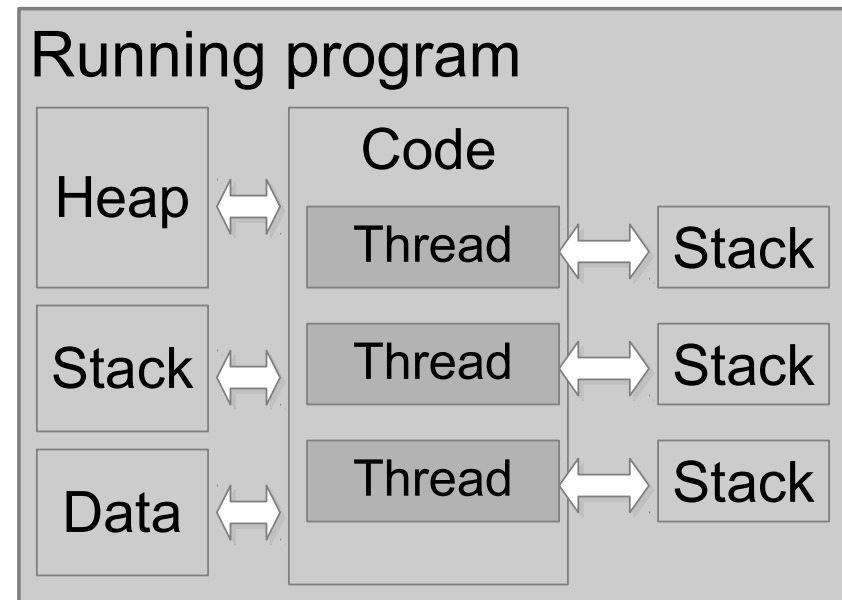 Running program
Heap
Stack
Data
Code
Thread
Thread
Thread
Stack
Stack
Stack